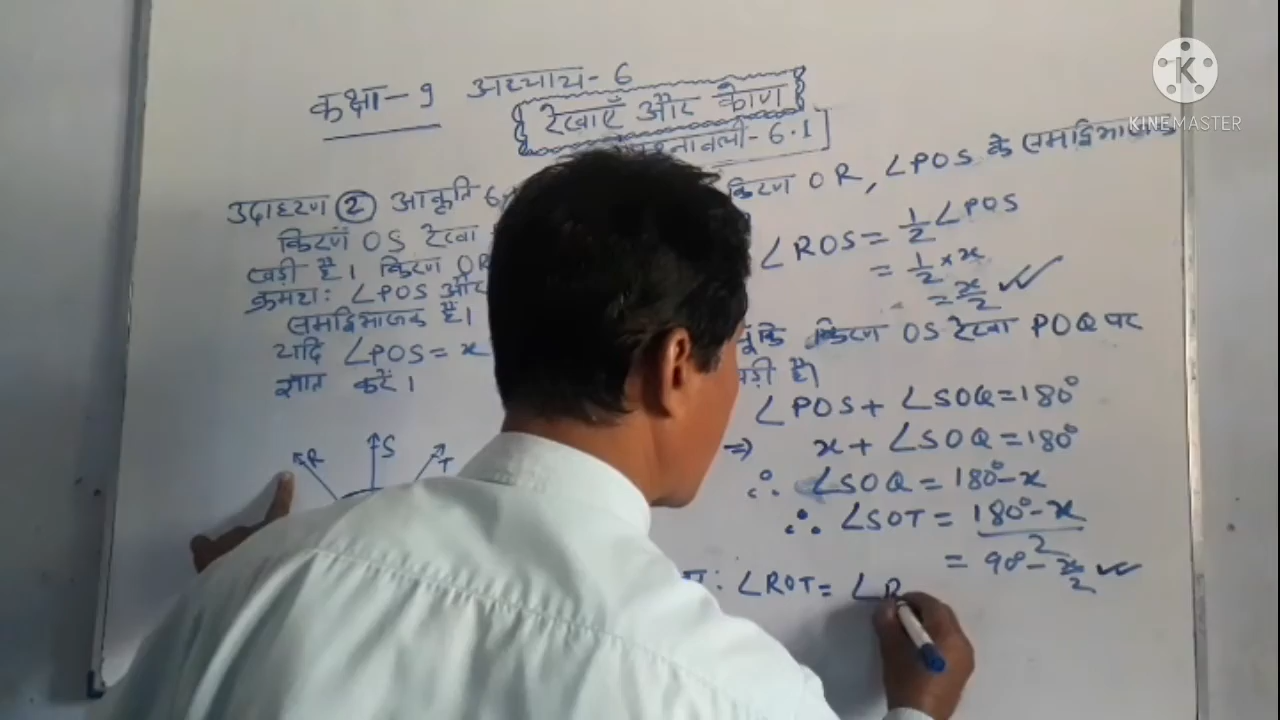 कक्षा-9 अध्याय-6
रेखाएँ और कोण
प्रश्नावली-6.1]
उदाहरण (2) आकृति 6.
किरण OS रेखा
खड़ी है। किरण OR
क्रमश: ∠POS और
समद्विभाजक हैं।
यदि ∠POS = x
ज्ञात करें।
R
S
T
किरण OR, ∠POS के समद्विभाजक
∠ROS = 1/2 ∠POS
= 1/2 × x
= x/2 ✓✓
चूंकि किरण OS रेखा POQ पर
खड़ी है।
∠POS + ∠SOQ = 180°
⇒ x + ∠SOQ = 180°
∴ ∠SOQ = 180° - x
∴ ∠SOT = 180° - x / 2
= 90° - x/2 ✓✓
∠ROT = ∠R
KINEMASTER